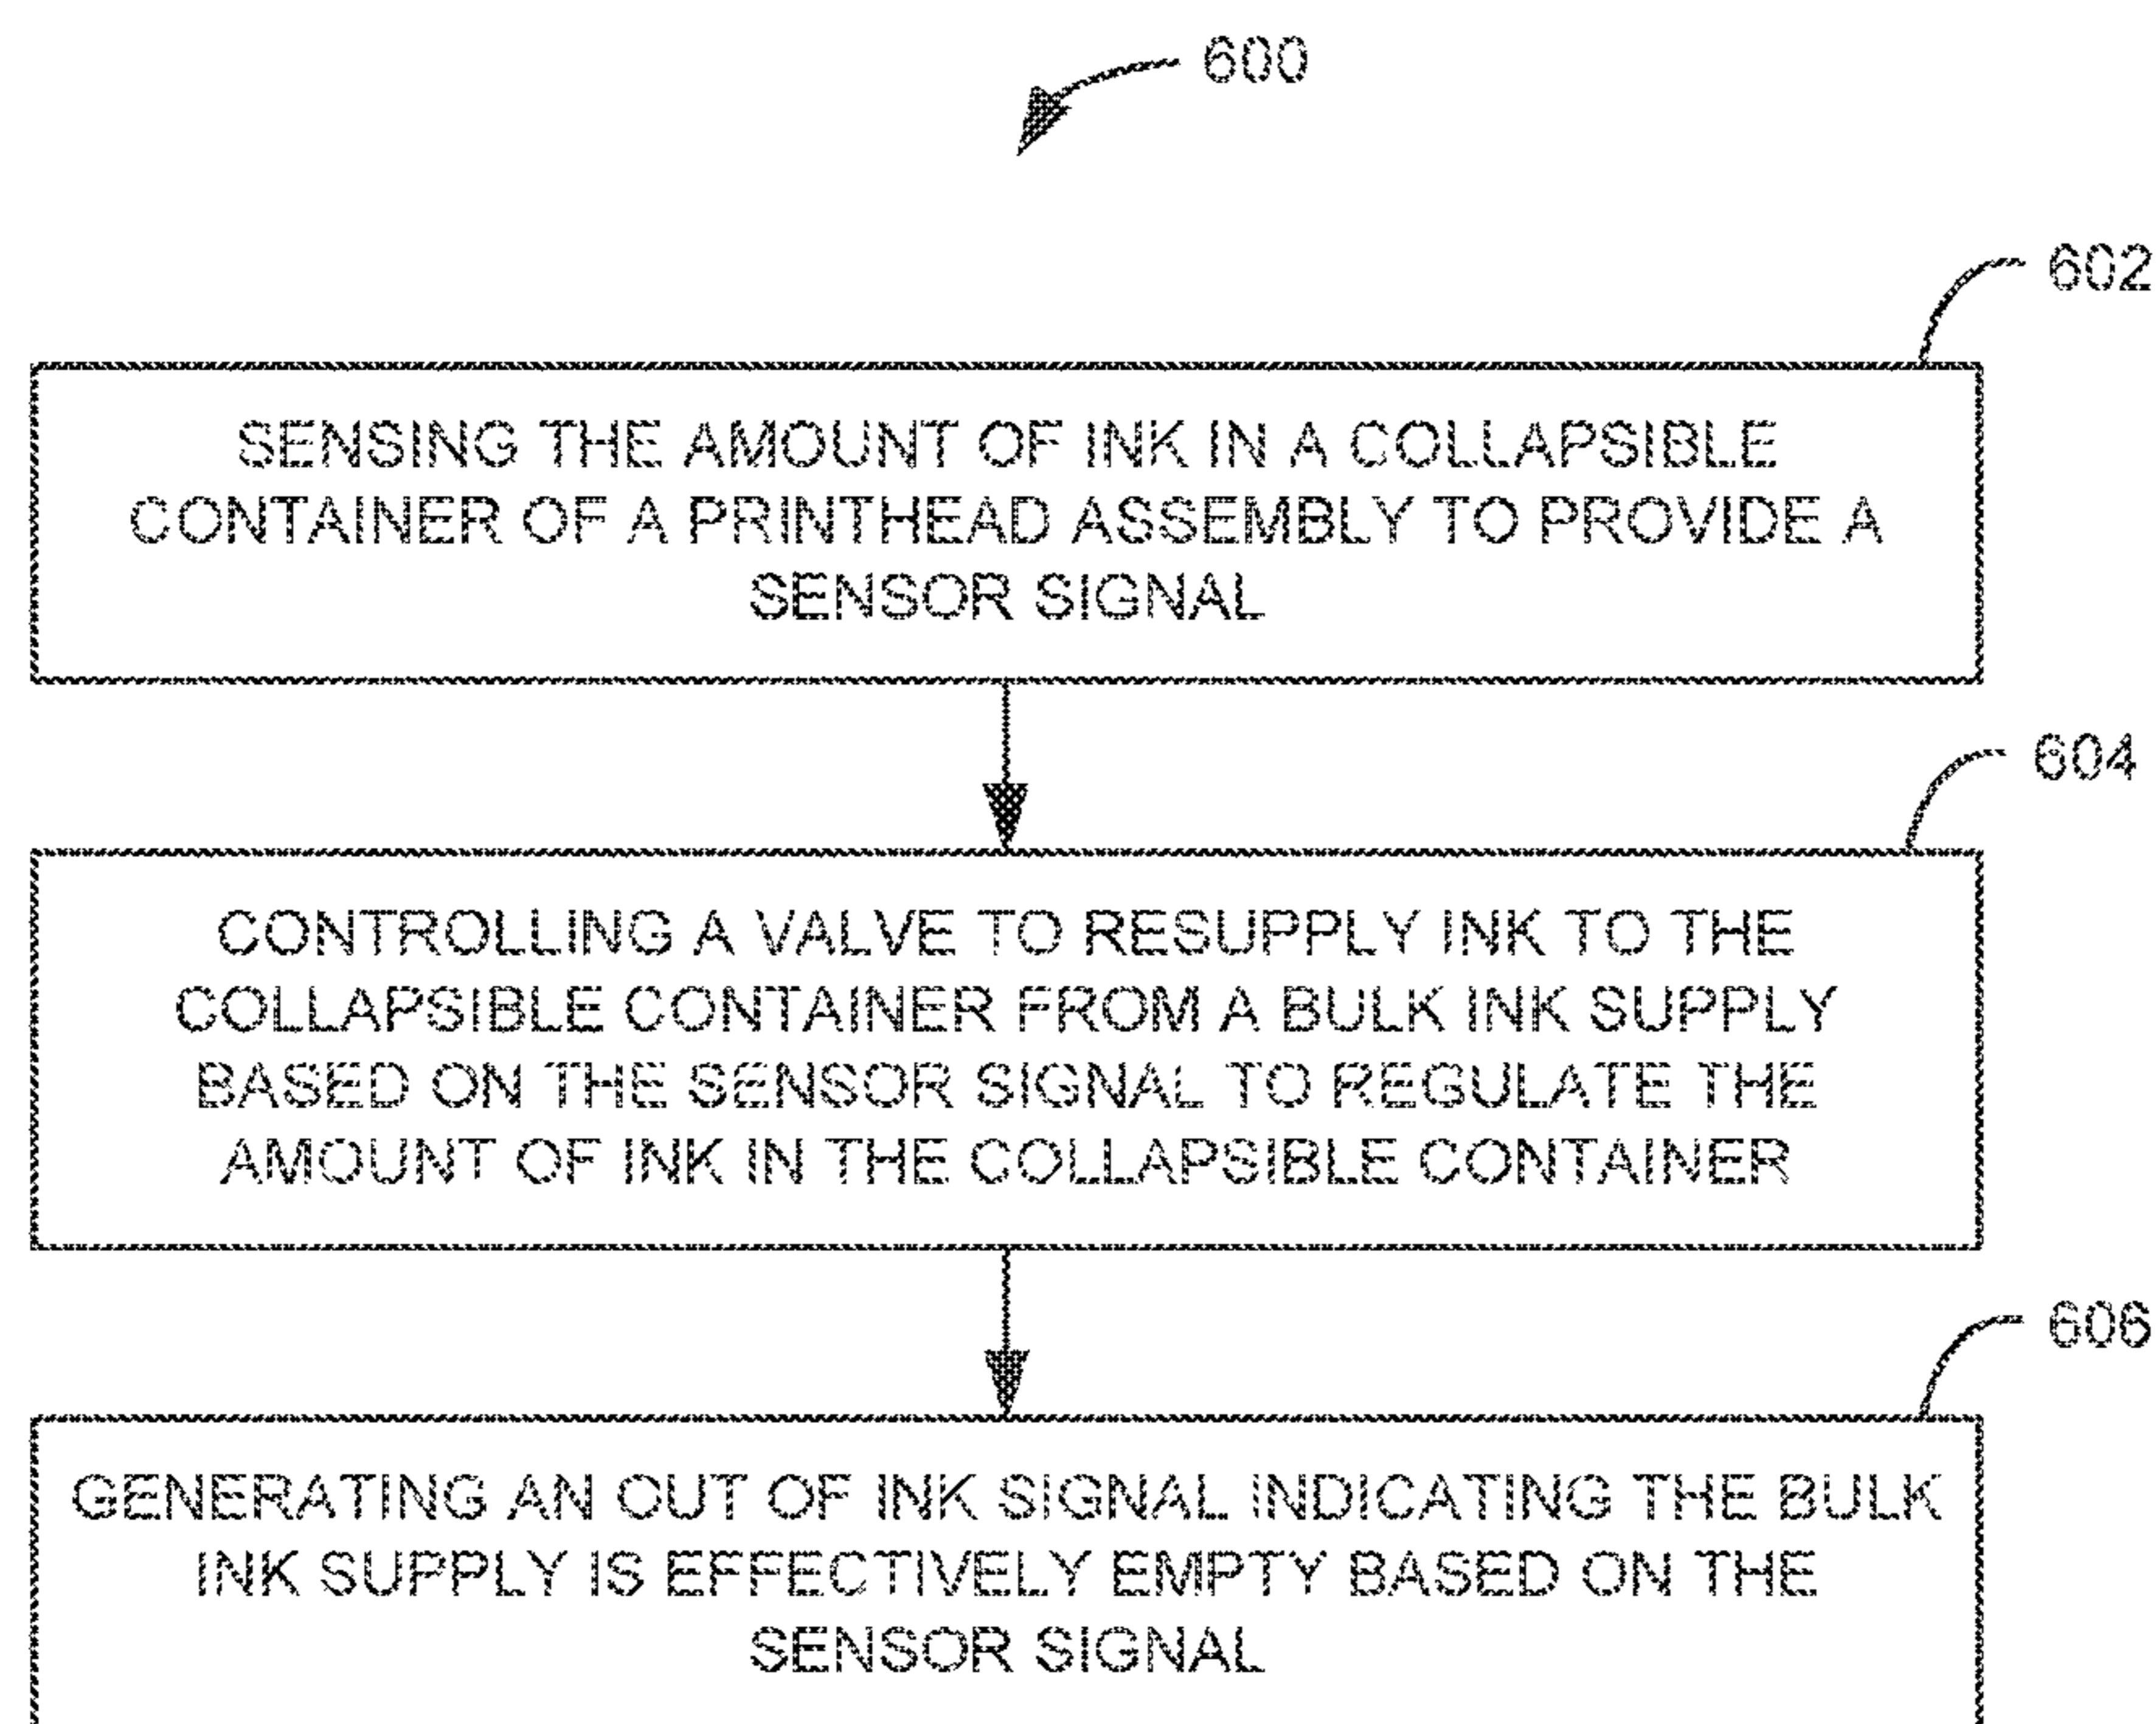 600
602
SENSING THE AMOUNT OF INK IN A COLLAPSIBLE
CONTAINER OF A PRINTHEAD ASSEMBLY TO PROVIDE A
SENSOR SIGNAL
604
CONTROLLING A VALVE TO RESUPPLY INK TO THE
COLLAPSIBLE CONTAINER FROM A BULK INK SUPPLY
BASED ON THE SENSOR SIGNAL TO REGULATE THE
AMOUNT OF INK IN THE COLLAPSIBLE CONTAINER
606
GENERATING AN OUT OF INK SIGNAL INDICATING THE BULK
INK SUPPLY IS EFFECTIVELY EMPTY BASED ON THE
SENSOR SIGNAL